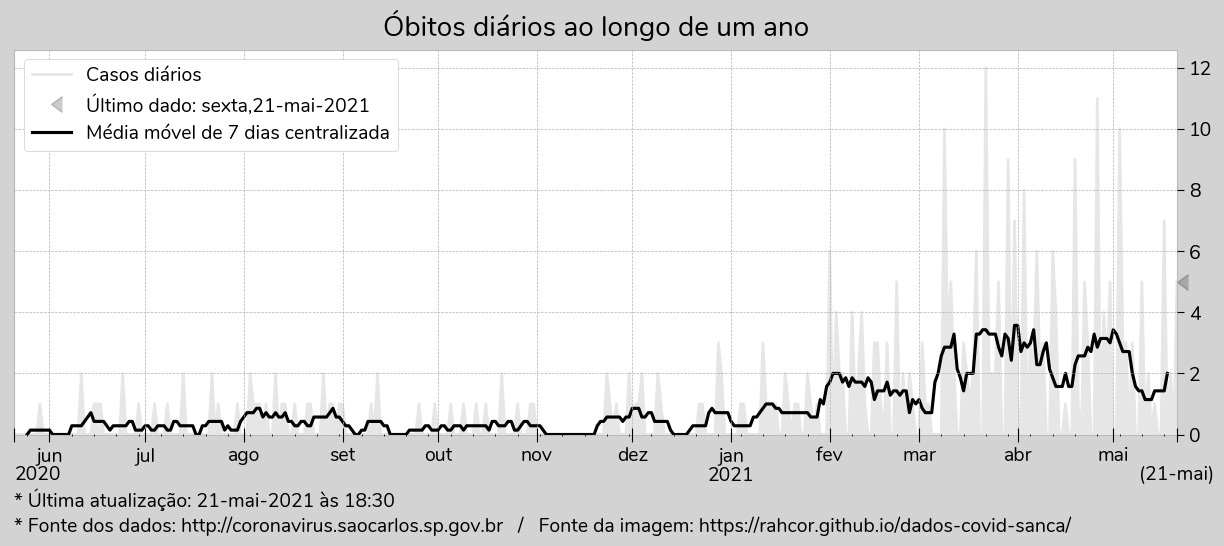 Óbitos diários ao longo de um ano
Casos diários
Último dado: sexta,21-mai-2021
Média móvel de 7 dias centralizada
12
10
8
6
4
2
0
jun jul ago set out nov dez jan fev mar abr mai
2020 2021 (21-mai)
* Última atualização: 21-mai-2021 às 18:30
* Fonte dos dados: http://coronavirus.saocarlos.sp.gov.br / Fonte da imagem: https://rahcor.github.io/dados-covid-sanca/